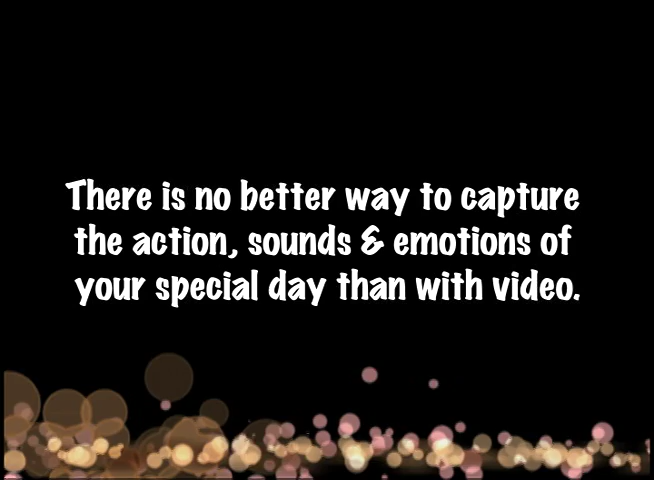 There is no better way to capture
the action, sounds & emotions of
your special day than with video.